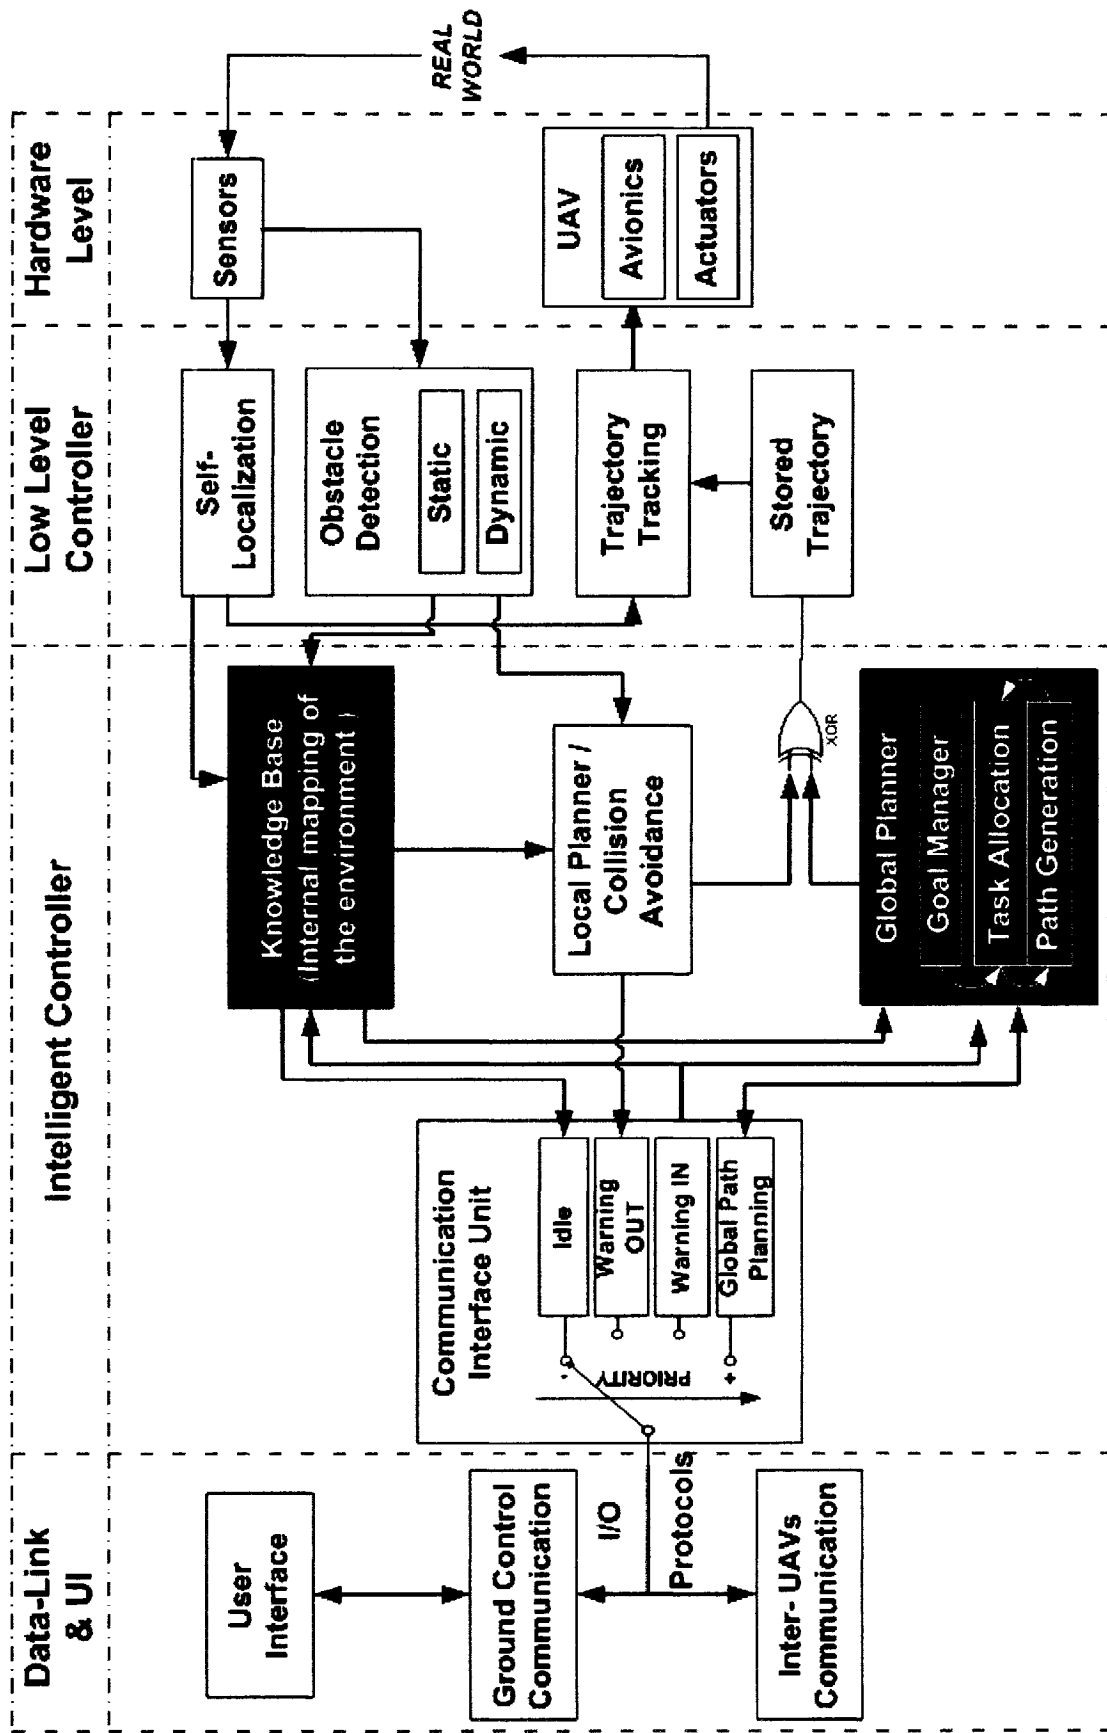 Data-Link
& UI
Intelligent Controller
Low Level
Controller
Hardware
Level
User
Interface
Ground Control
Communication
I/O
Protocols
Inter- UAVs
Communication
Communication
Interface Unit
Idle
Warning
OUT
Warning IN
Global Path
Planning
-
PRIORITY
+
Knowledge Base
(Internal mapping of
the environment )
Local Planner /
Collision
Avoidance
Global Planner
Goal Manager
Task Allocation
Path Generation
XOR
Self-
Localization
Obstacle
Detection
Static
Dynamic
Trajectory
Tracking
Stored
Trajectory
Sensors
UAV
Avionics
Actuators
REAL
WORLD